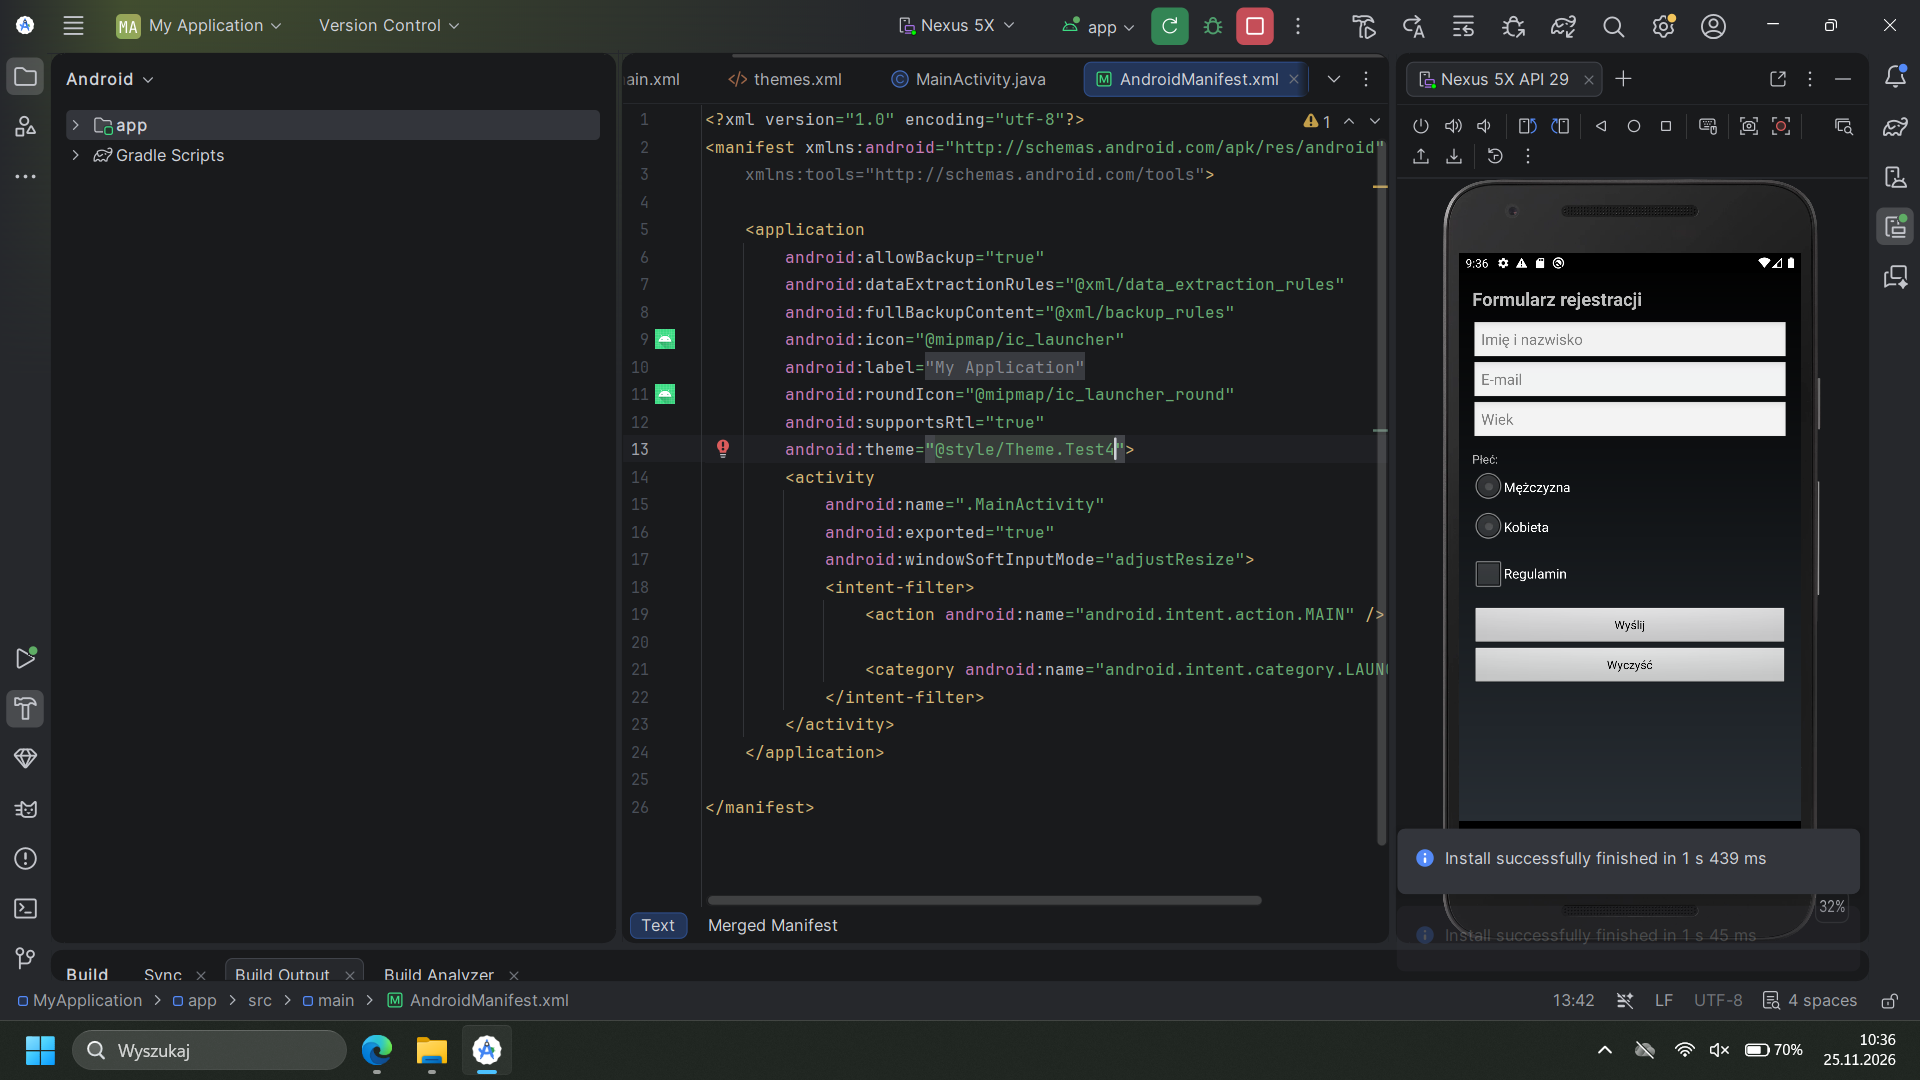 MA My Application Version Control Nexus 5X app
Android
app
Gradle Scripts
ain.xml themes.xml MainActivity.java AndroidManifest.xml
1 <?xml version="1.0" encoding="utf-8"?> 1
2 <manifest xmlns:android="http://schemas.android.com/apk/res/android"
3 xmlns:tools="http://schemas.android.com/tools">
4
5 <application
6 android:allowBackup="true"
7 android:dataExtractionRules="@xml/data_extraction_rules"
8 android:fullBackupContent="@xml/backup_rules"
9 android:icon="@mipmap/ic_launcher"
10 android:label="My Application"
11 android:roundIcon="@mipmap/ic_launcher_round"
12 android:supportsRtl="true"
13 android:theme="@style/Theme.Test4">
14 <activity
15 android:name=".MainActivity"
16 android:exported="true"
17 android:windowSoftInputMode="adjustResize">
18 <intent-filter>
19 <action android:name="android.intent.action.MAIN" />
20
21 <category android:name="android.intent.category.LAUN
22 </intent-filter>
23 </activity>
24 </application>
25
26 </manifest>
Text Merged Manifest
Nexus 5X API 29
9:36
Formularz rejestracji
Imię i nazwisko
E-mail
Wiek
Płeć:
Mężczyzna
Kobieta
Regulamin
Wyślij
Wyczyść
Install successfully finished in 1 s 439 ms
32%
Install successfully finished in 1 s 45 ms
Build Sync Build Output Build Analyzer
MyApplication > app > src > main > AndroidManifest.xml 13:42 LF UTF-8 4 spaces
Wyszukaj
70%
10:36
25.11.2026